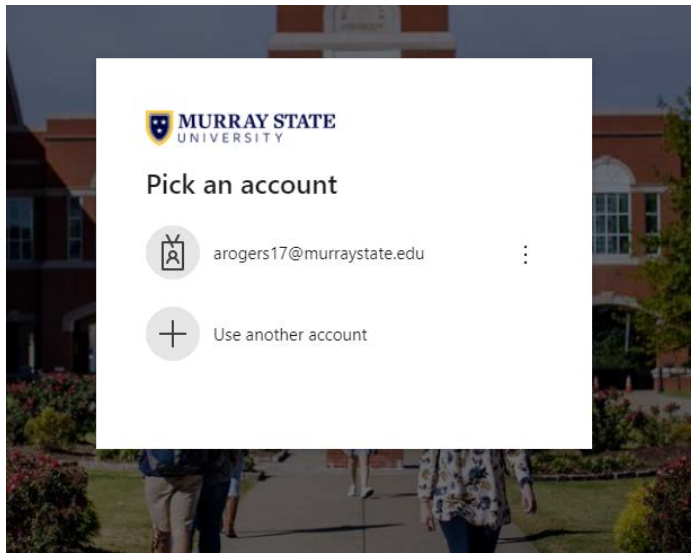 MURRAY STATE
UNIVERSITY
Pick an account
arogers17@murraystate.edu
Use another account